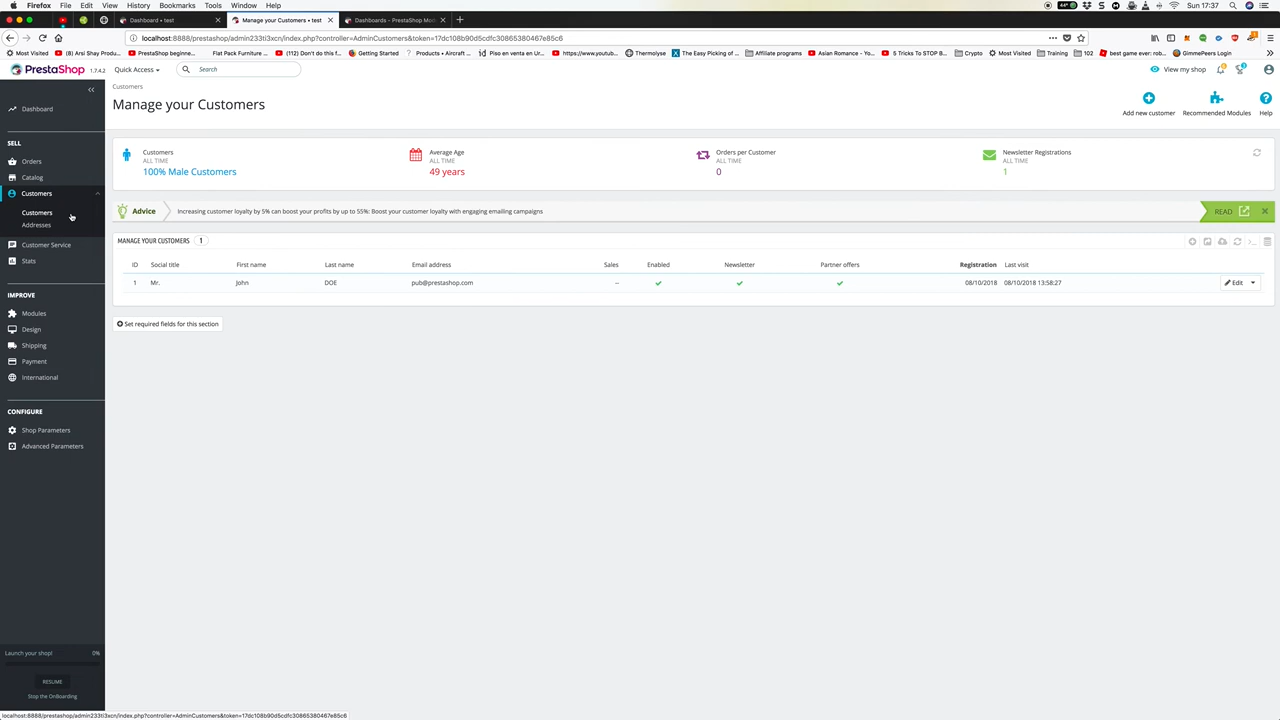 Firefox File Edit View History Bookmarks Tools Window Help
44° Sun 17:37
Dashboard • test
Manage your Customers • test
Dashboards - PrestaShop Mod
localhost:8888/prestashop/admin233ti3xcn/index.php?controller=AdminCustomers&token=17dc108b90d5cdfc30865380467e85c6
Most Visited
(8) Arsi Shay Produ...
PrestaShop beginne...
Flat Pack Furniture ...
(112) Don't do this f...
Getting Started
Products • Aircraft ...
Piso en venta en Ur...
https://www.youtub...
Thermolyse
The Easy Picking of ...
Affiliate programs
Asian Romance - Yo...
5 Tricks To STOP B...
Crypto
Most Visited
Training
102
best game ever: rob...
GimmePeers Login
PrestaShop 1.7.4.2
Quick Access
Search
View my shop
Dashboard
SELL
Orders
Catalog
Customers
Customers
Addresses
Customer Service
Stats
IMPROVE
Modules
Design
Shipping
Payment
International
CONFIGURE
Shop Parameters
Advanced Parameters
Launch your shop! 0%
RESUME
Stop the OnBoarding
Customers
Manage your Customers
Add new customer
Recommended Modules
Help
Customers
ALL TIME
100% Male Customers
Average Age
ALL TIME
49 years
Orders per Customer
ALL TIME
0
Newsletter Registrations
ALL TIME
1
Advice
Increasing customer loyalty by 5% can boost your profits by up to 55%: Boost your customer loyalty with engaging emailing campaigns
READ
MANAGE YOUR CUSTOMERS 1
ID Social title First name Last name Email address Sales Enabled Newsletter Partner offers Registration Last visit
1 Mr. John DOE pub@prestashop.com -- 08/10/2018 08/10/2018 13:58:27 Edit
Set required fields for this section
localhost:8888/prestashop/admin233ti3xcn/index.php?controller=AdminCustomers&token=17dc108b90d5cdfc30865380467e85c6